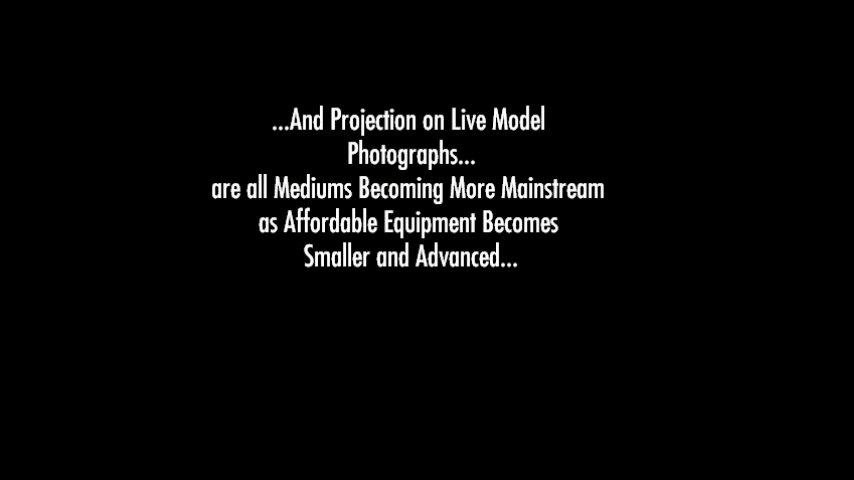 ...And Projection on Live Model
Photographs...
are all Mediums Becoming More Mainstream
as Affordable Equipment Becomes
Smaller and Advanced...